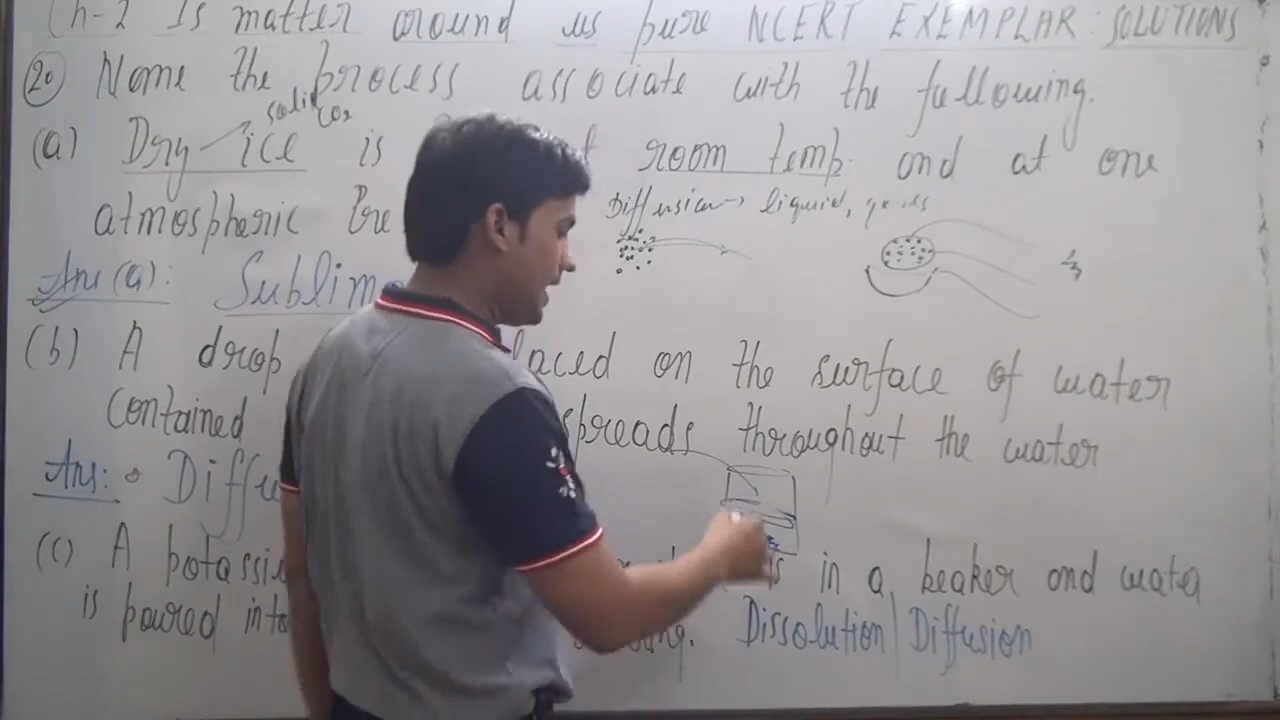 Ch-2 Is matter around us pure NCERT EXEMPLAR SOLUTIONS
20 Name the process associate with the following.
solid CO2
(a) Dry ice is room temp. and at one
atmospheric Pre
Diffusion → liquid, gases
Ans (a): Sublim
(b) A drop laced on the surface of water
Contained spreads throughout the water
Ans: Diffu
(c) A potassi is in a beaker and water
is poured into Dissolution | Diffusion